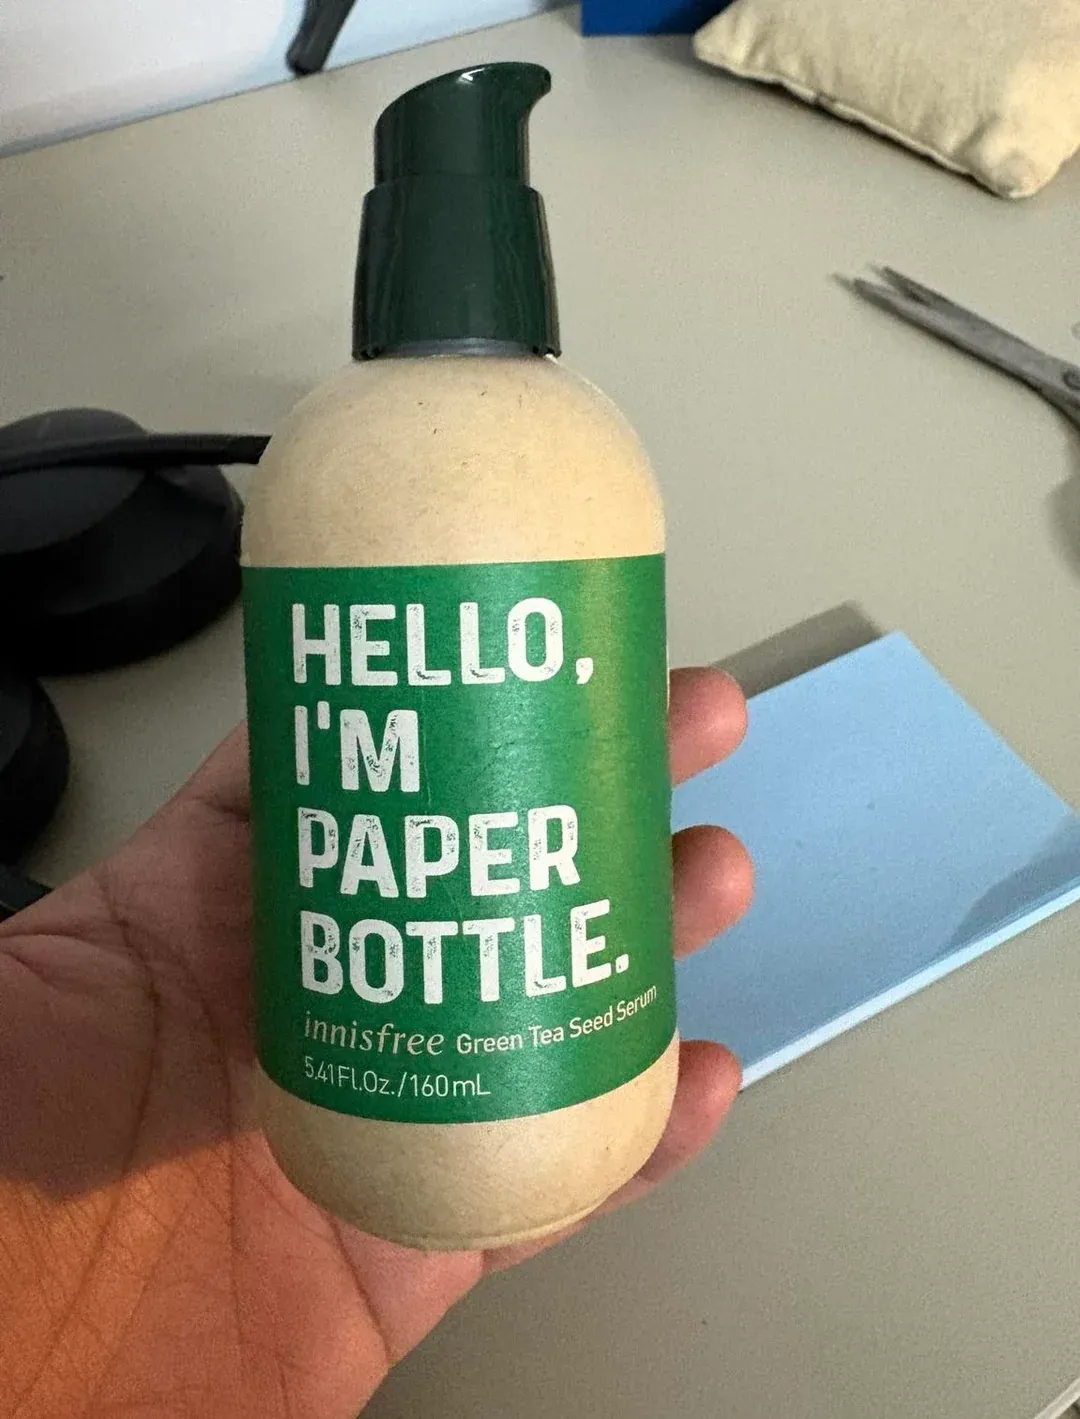 HELLO,
I'M
PAPER
BOTTLE.
innisfree Green Tea Seed Serum
5.41Fl.Oz./160mL